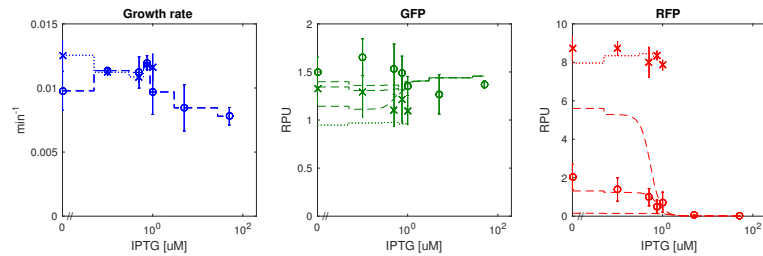 Growth rate
GFP
RFP
0.015
0.01
0.005
0
min⁻¹
0
10⁰
10²
IPTG [uM]
2
1.5
1
0.5
0
RPU
0
10⁰
10²
IPTG [uM]
10
8
6
4
2
0
RPU
0
10⁰
10²
IPTG [uM]